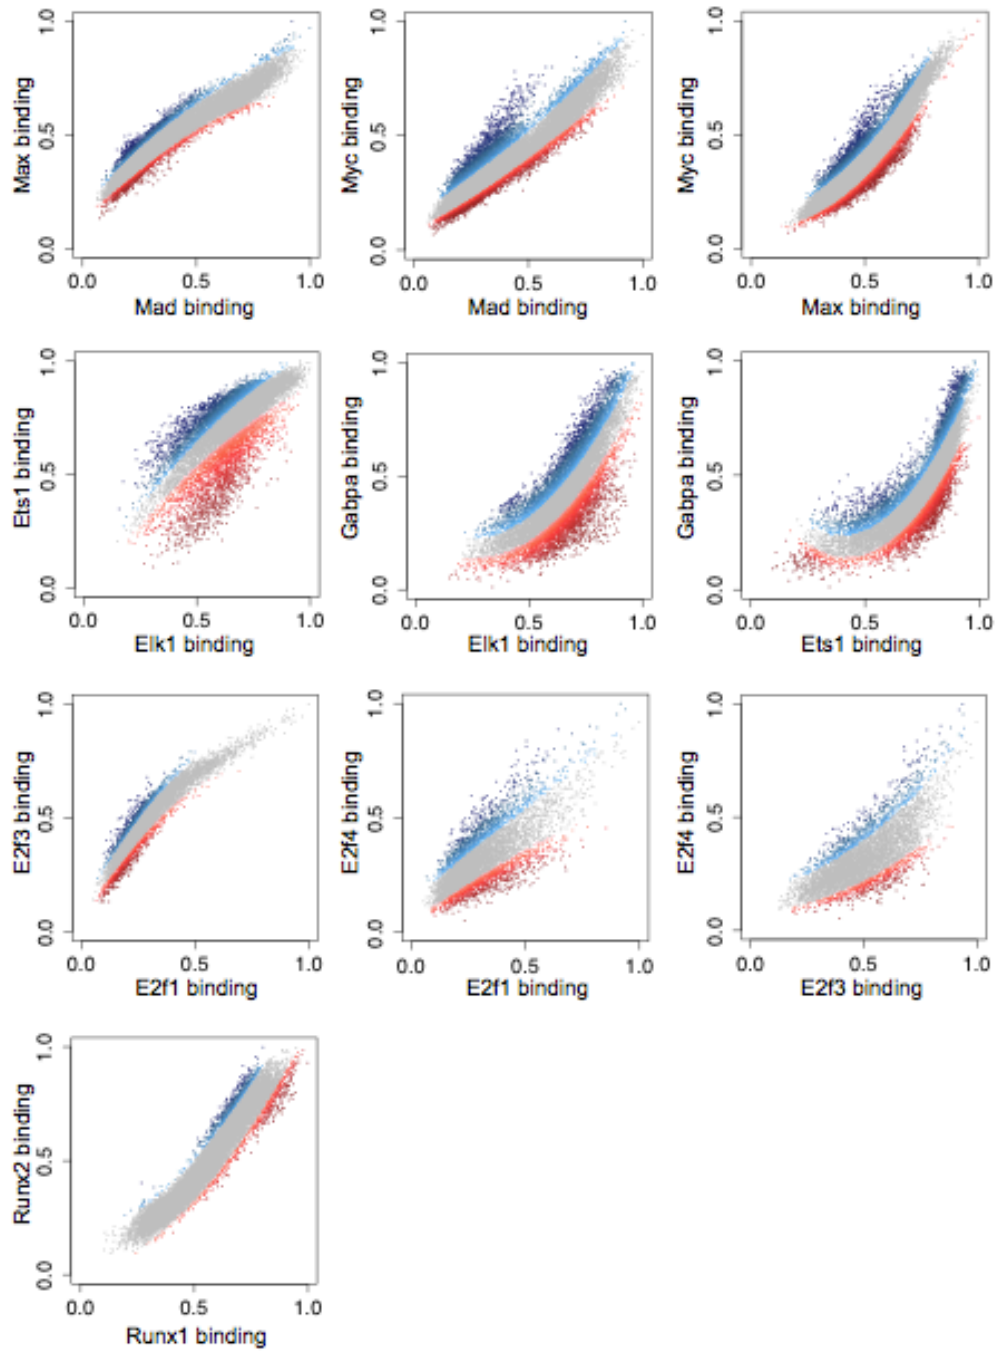 1.0
0.5
0.0
Max binding
0.0 0.5 1.0
Mad binding
1.0
0.5
0.0
Myc binding
0.0 0.5 1.0
Mad binding
1.0
0.5
0.0
Myc binding
0.0 0.5 1.0
Max binding
1.0
0.5
0.0
Ets1 binding
0.0 0.5 1.0
Elk1 binding
1.0
0.5
0.0
Gabpa binding
0.0 0.5 1.0
Elk1 binding
1.0
0.5
0.0
Gabpa binding
0.0 0.5 1.0
Ets1 binding
1.0
0.5
0.0
E2f3 binding
0.0 0.5 1.0
E2f1 binding
1.0
0.5
0.0
E2f4 binding
0.0 0.5 1.0
E2f1 binding
1.0
0.5
0.0
E2f4 binding
0.0 0.5 1.0
E2f3 binding
1.0
0.5
0.0
Runx2 binding
0.0 0.5 1.0
Runx1 binding